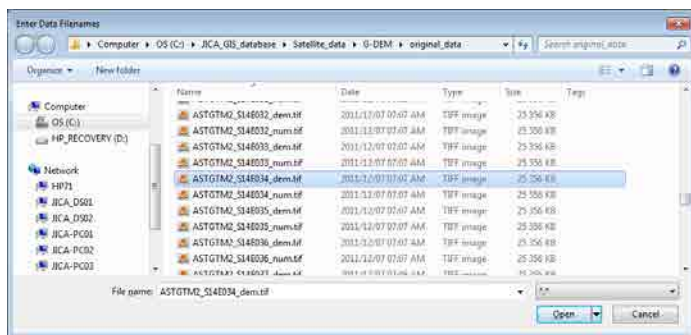 Enter Data Filenames
Computer ▸ OS (C:) ▸ JICA_GIS_database ▸ Satellite_data ▸ G-DEM ▸ original_data
Search original_data
Organize
New folder
Name Date Type Size Tags
Computer
OS (C:)
HP_RECOVERY (D:)
Network
HP71
JICA_DS01
JICA_DS02
JICA-PC01
JICA-PC02
JICA-PC03
ASTGTM2_S14E032_dem.tif 2011/12/07 07:07 AM TIFF image 25 356 KB
ASTGTM2_S14E032_num.tif 2011/12/07 07:07 AM TIFF image 25 356 KB
ASTGTM2_S14E033_dem.tif 2011/12/07 07:07 AM TIFF image 25 356 KB
ASTGTM2_S14E033_num.tif 2011/12/07 07:07 AM TIFF image 25 356 KB
ASTGTM2_S14E034_dem.tif 2011/12/07 07:07 AM TIFF image 25 356 KB
ASTGTM2_S14E034_num.tif 2011/12/07 07:07 AM TIFF image 25 356 KB
ASTGTM2_S14E035_dem.tif 2011/12/07 07:07 AM TIFF image 25 356 KB
ASTGTM2_S14E035_num.tif 2011/12/07 07:07 AM TIFF image 25 356 KB
ASTGTM2_S14E036_dem.tif 2011/12/07 07:07 AM TIFF image 25 356 KB
ASTGTM2_S14E036_num.tif 2011/12/07 07:07 AM TIFF image 25 356 KB
File name: ASTGTM2_S14E034_dem.tif
*.*
Open
Cancel